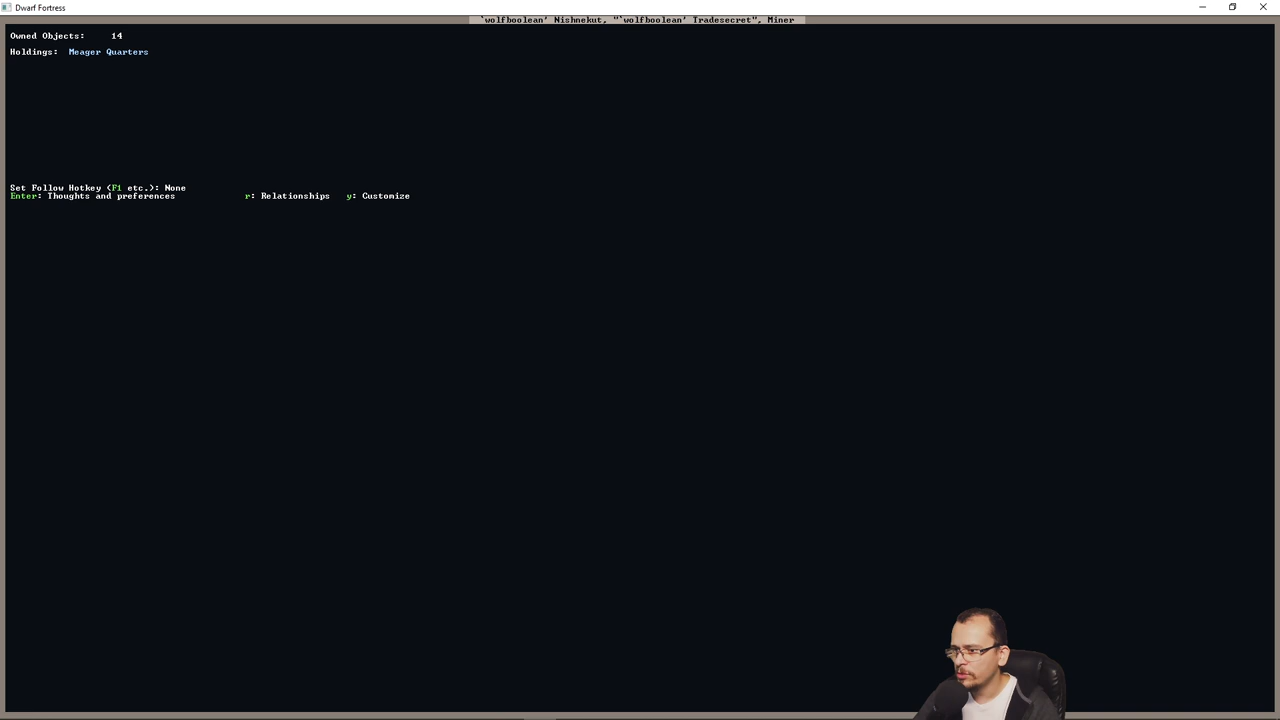 Dwarf Fortress
`wolfboolean' Nishnekut, "`wolfboolean' Tradesecret", Miner
Owned Objects: 14
Holdings: Meager Quarters
Set Follow Hotkey (F1 etc.): None
Enter: Thoughts and preferences r: Relationships y: Customize